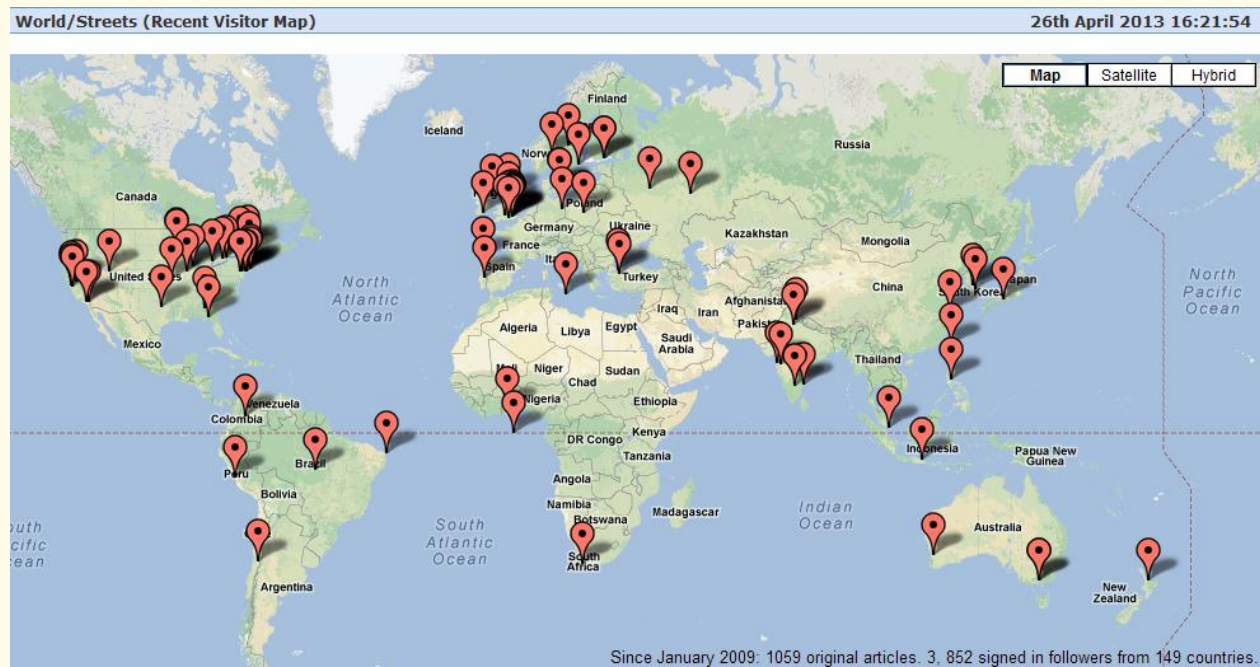 World/Streets (Recent Visitor Map) 26th April 2013 16:21:54
Map Satellite Hybrid
Finland
Iceland
Russia
Canada
Germany
Ukraine
Kazakhstan
Mongolia
France
Spain
Turkey
North
Atlantic
Ocean
North
Pacific
Ocean
China
Afghanistan
Iraq
Iran
Mexico
Algeria
Libya
Egypt
Saudi
Arabia
Thailand
Niger
Chad
Sudan
Nigeria
Ethiopia
Venezuela
Colombia
Kenya
DR Congo
Tanzania
Indonesia
Papua New
Guinea
Peru
Brazil
Bolivia
Angola
Namibia
Botswana
Madagascar
Indian
Ocean
Australia
South
Atlantic
Ocean
South
Africa
Argentina
New
Zealand
Since January 2009: 1059 original articles. 3, 852 signed in followers from 149 countries.